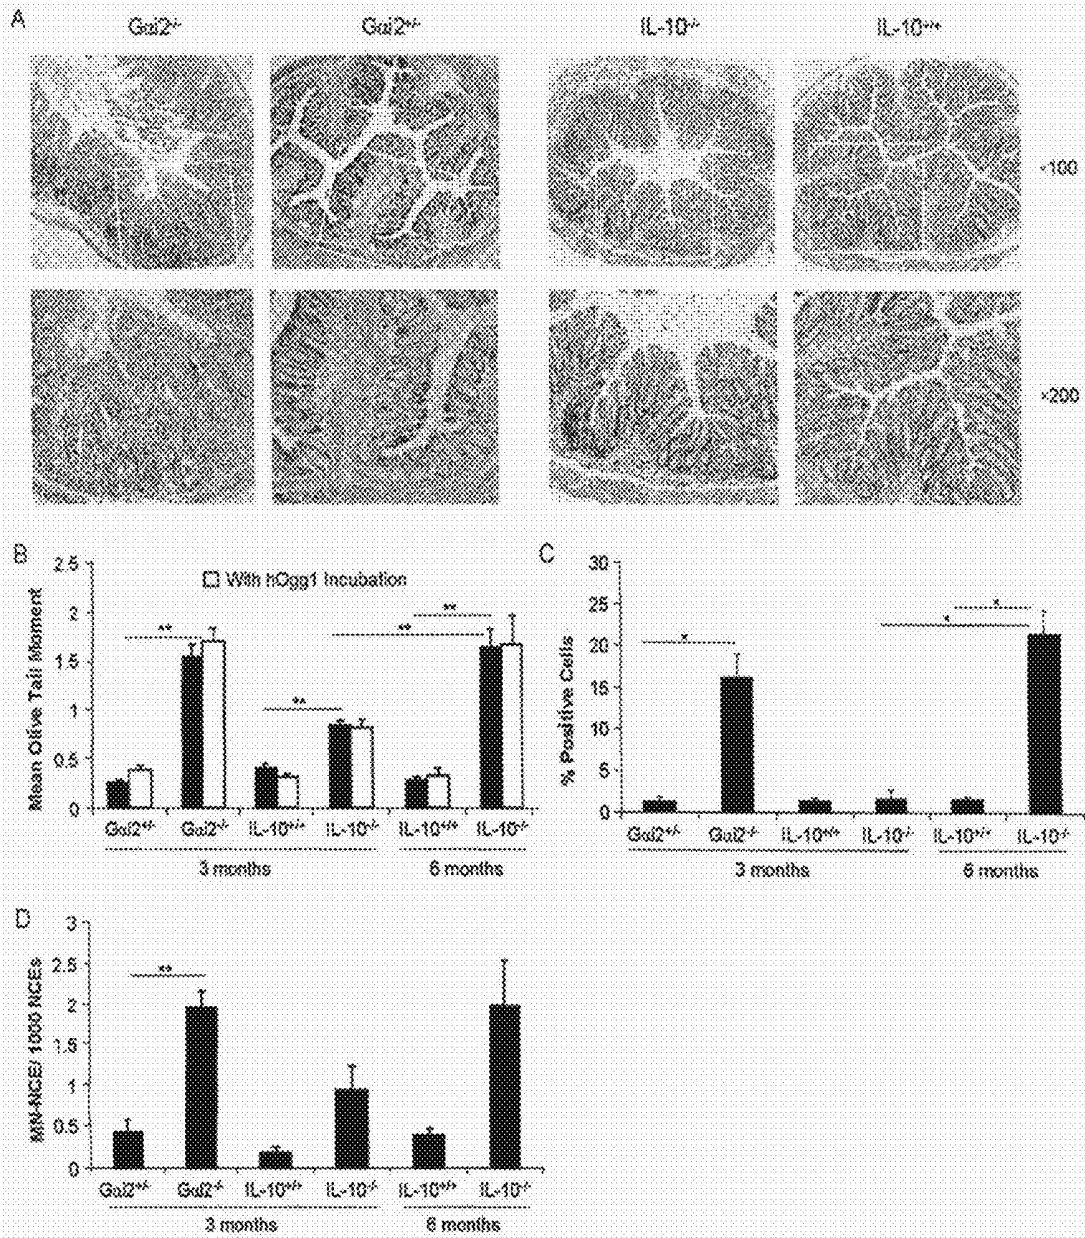 A
Gαi2-/-
Gαi2+/-
IL-10-/-
IL-10+/+
×100
×200
B
Mean Olive Tail Moment
2.5
2
1.5
1
0.5
0
With hOgg1 Incubation
**
**
**
**
Gαi2+/-
Gαi2-/-
IL-10+/+
IL-10-/-
IL-10+/+
IL-10-/-
3 months
6 months
C
% Positive Cells
30
25
20
15
10
5
0
*
*
*
Gαi2+/-
Gαi2-/-
IL-10+/+
IL-10-/-
IL-10+/+
IL-10-/-
3 months
6 months
D
MN-NCE/ 1000 NCEs
3
2.5
2
1.5
1
0.5
0
**
Gαi2+/-
Gαi2-/-
IL-10+/+
IL-10-/-
IL-10+/+
IL-10-/-
3 months
6 months